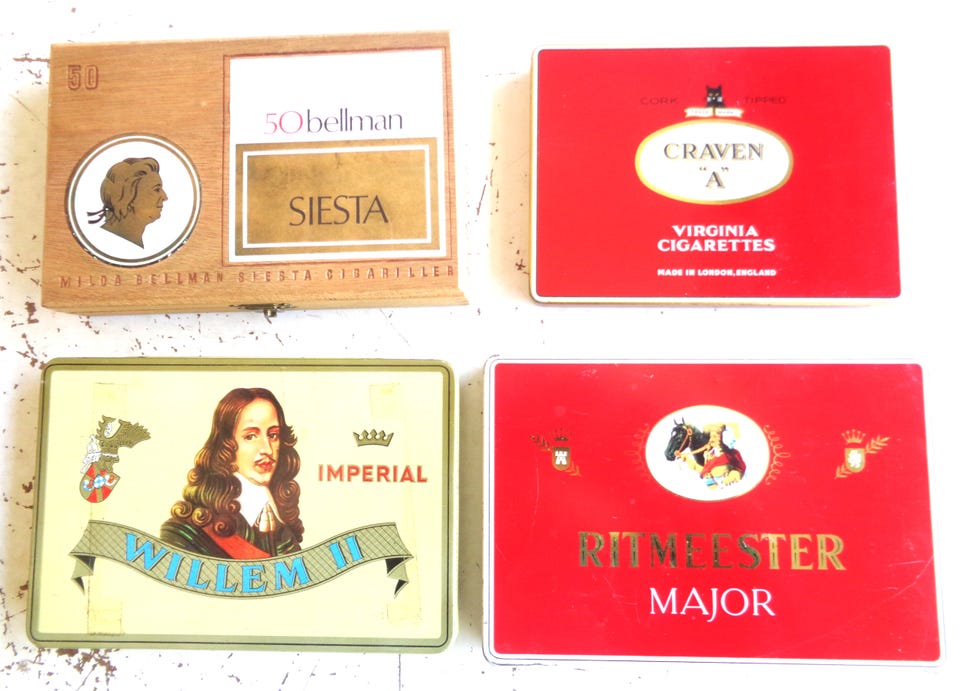 50
50bellman
SIESTA
MILDA BELLMAN SIESTA CIGARILLER
CORK TIPPED
CRAVEN
"A"
VIRGINIA
CIGARETTES
MADE IN LONDON, ENGLAND
IMPERIAL
WILLEM II
RITMEESTER
MAJOR